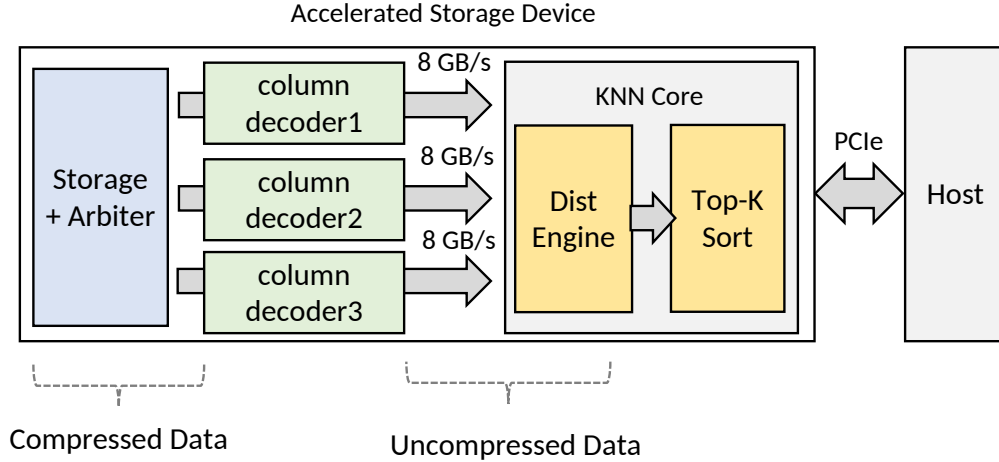 Accelerated Storage Device
8 GB/s
column
decoder1
KNN Core
PCIe
8 GB/s
column
decoder2
Storage
+ Arbiter
Dist
Engine
Top-K
Sort
Host
8 GB/s
column
decoder3
Compressed Data
Uncompressed Data